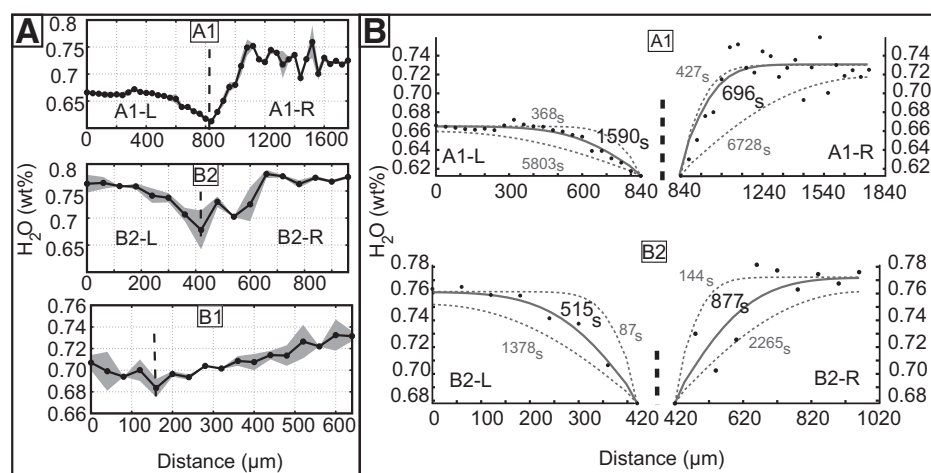 A
A1
0.8
0.75
0.7
0.65
A1-L
A1-R
0 400 800 1200 1600
B2
0.8
0.75
0.7
0.65
B2-L
B2-R
0 200 400 600 800
B1
0.76
0.74
0.72
0.70
0.68
0.66
0 100 200 300 400 500 600
H2O (wt%)
Distance (μm)
B
A1
0.72
0.70
0.68
0.66
0.64
0.62
368s
1590s
5803s
A1-L
0 300 600 840
427s
696s
6728s
A1-R
0.72
0.70
0.68
0.66
0.64
0.62
840 1240 1540 1840
B2
0.78
0.76
0.74
0.72
0.70
0.68
515s
87s
1378s
B2-L
0 100 200 300 420
144s
877s
2265s
B2-R
0.78
0.76
0.74
0.72
0.70
0.68
420 620 820 1020
H2O (wt%)
Distance (μm)